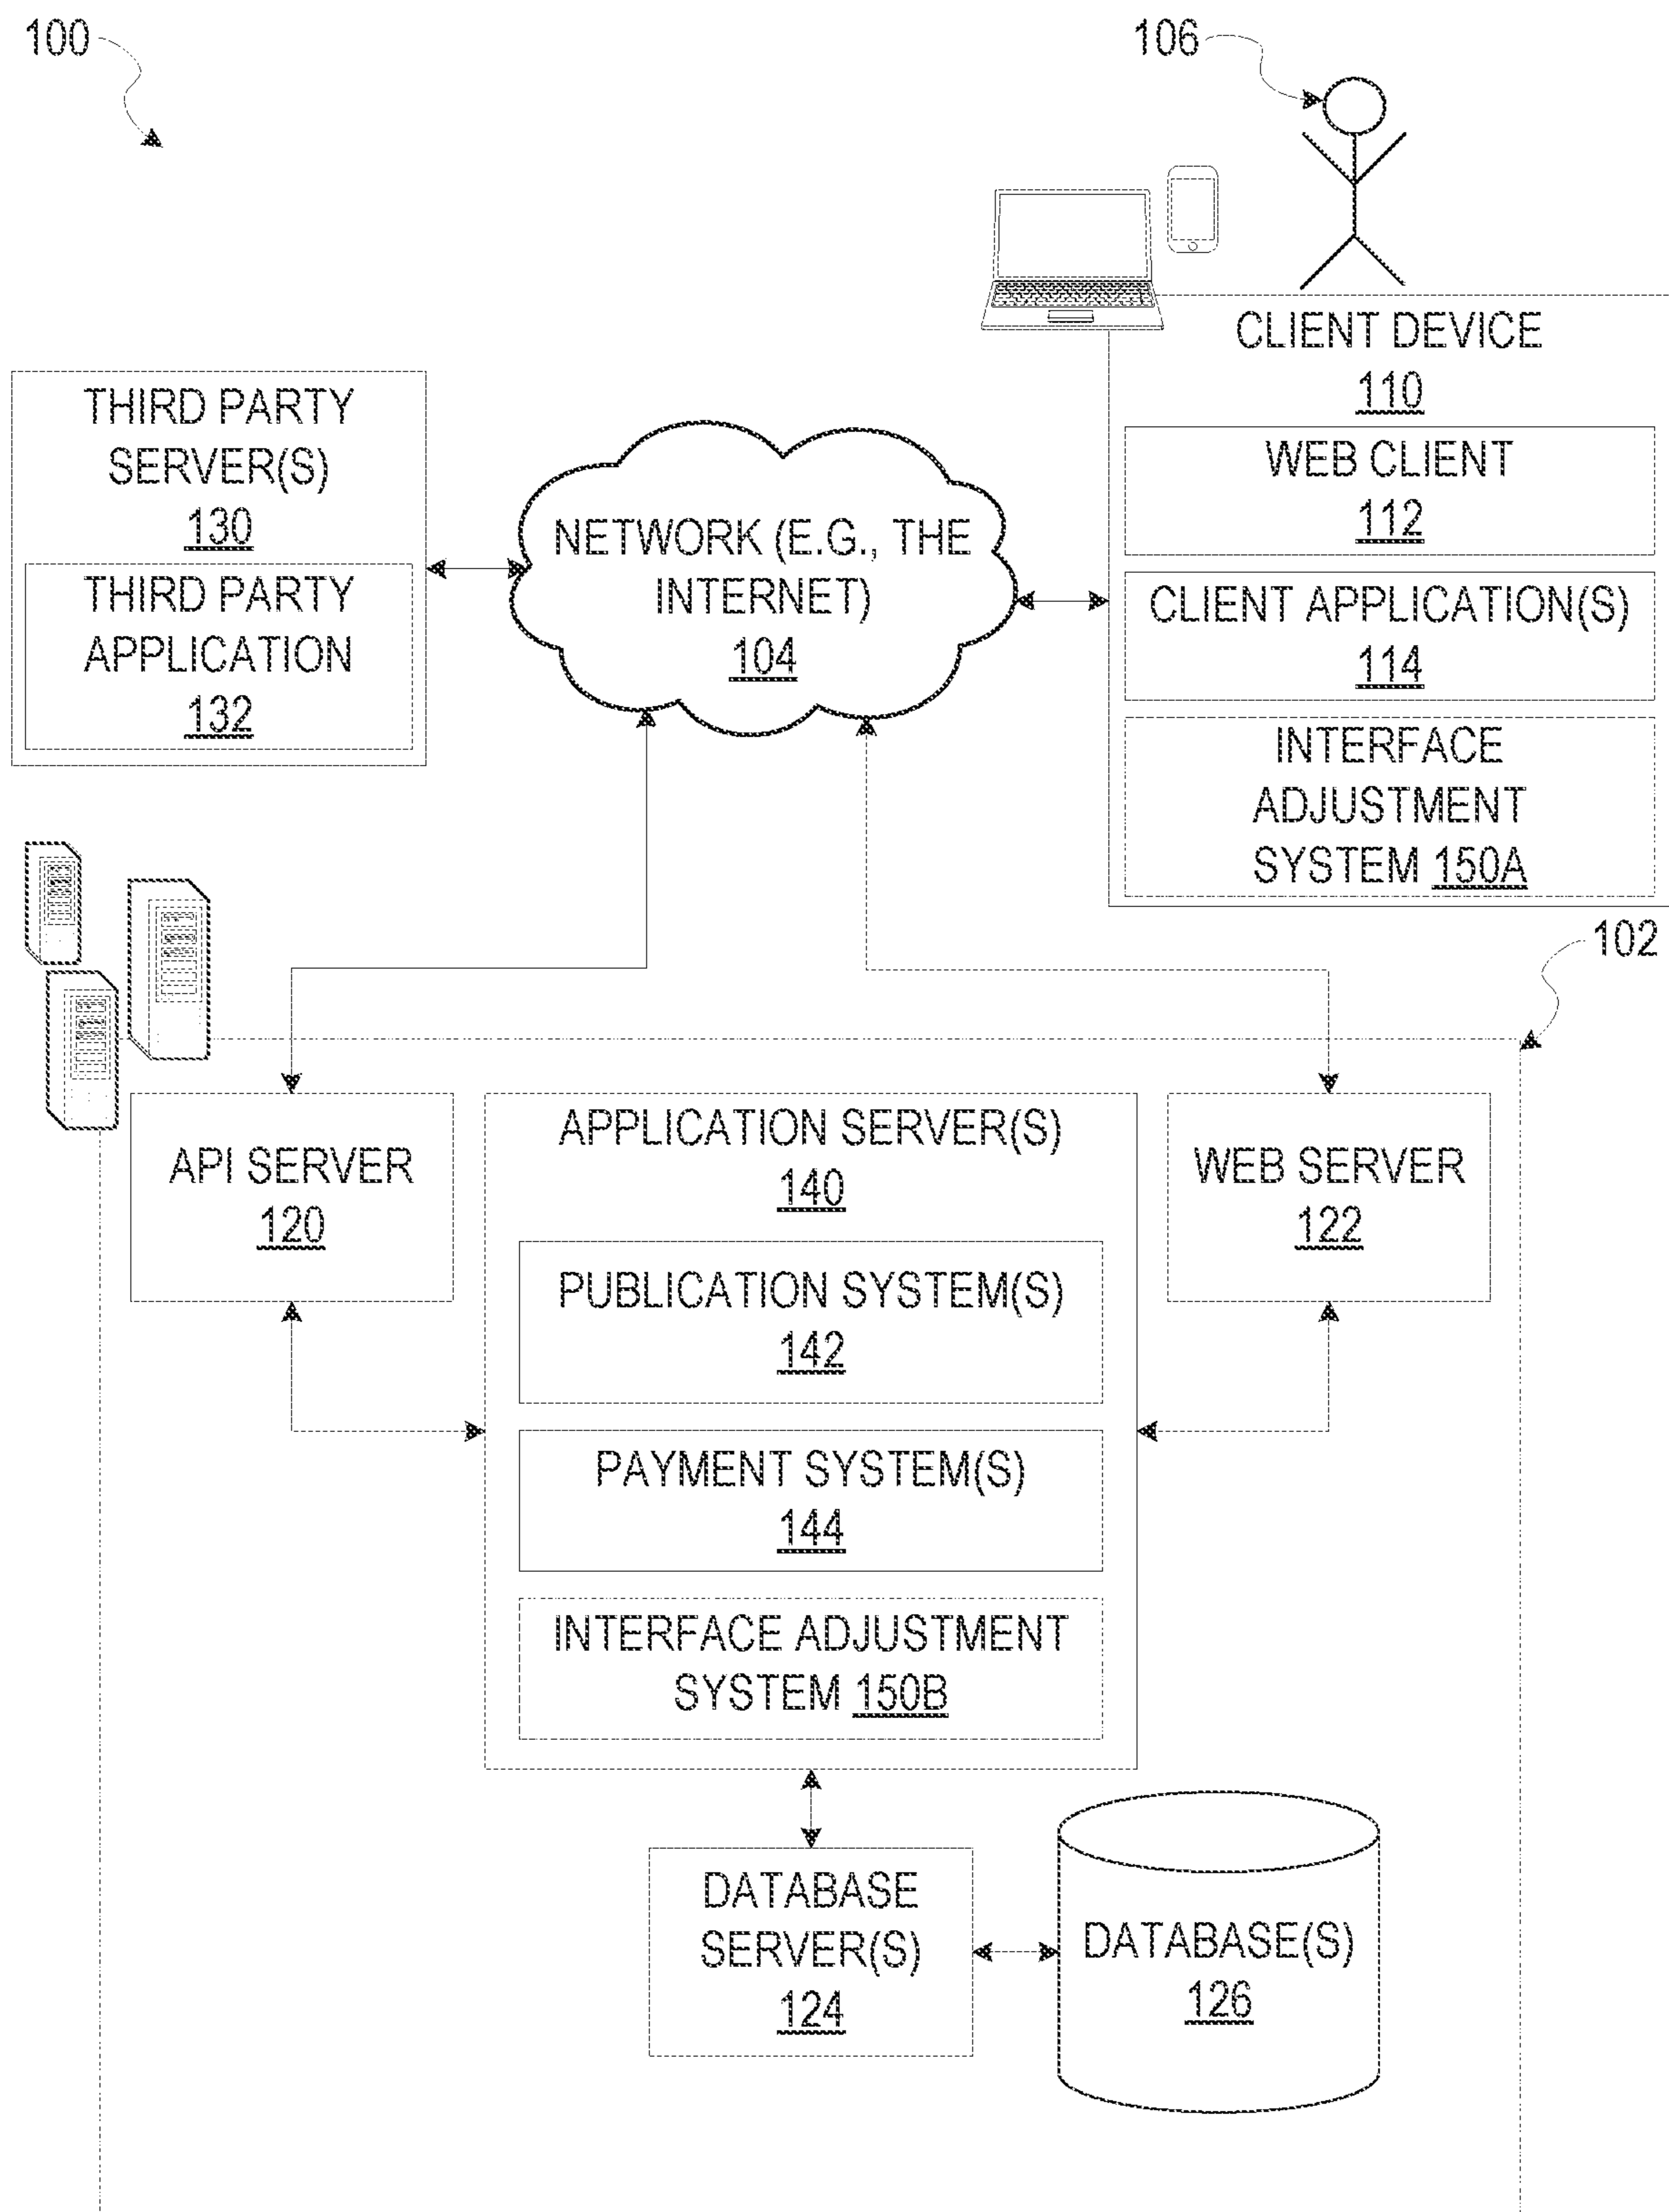 100
106
CLIENT DEVICE
110
WEB CLIENT
112
CLIENT APPLICATION(S)
114
INTERFACE
ADJUSTMENT
SYSTEM 150A
THIRD PARTY
SERVER(S)
130
THIRD PARTY
APPLICATION
132
NETWORK (E.G., THE
INTERNET)
104
102
API SERVER
120
APPLICATION SERVER(S)
140
PUBLICATION SYSTEM(S)
142
PAYMENT SYSTEM(S)
144
INTERFACE ADJUSTMENT
SYSTEM 150B
WEB SERVER
122
DATABASE
SERVER(S)
124
DATABASE(S)
126